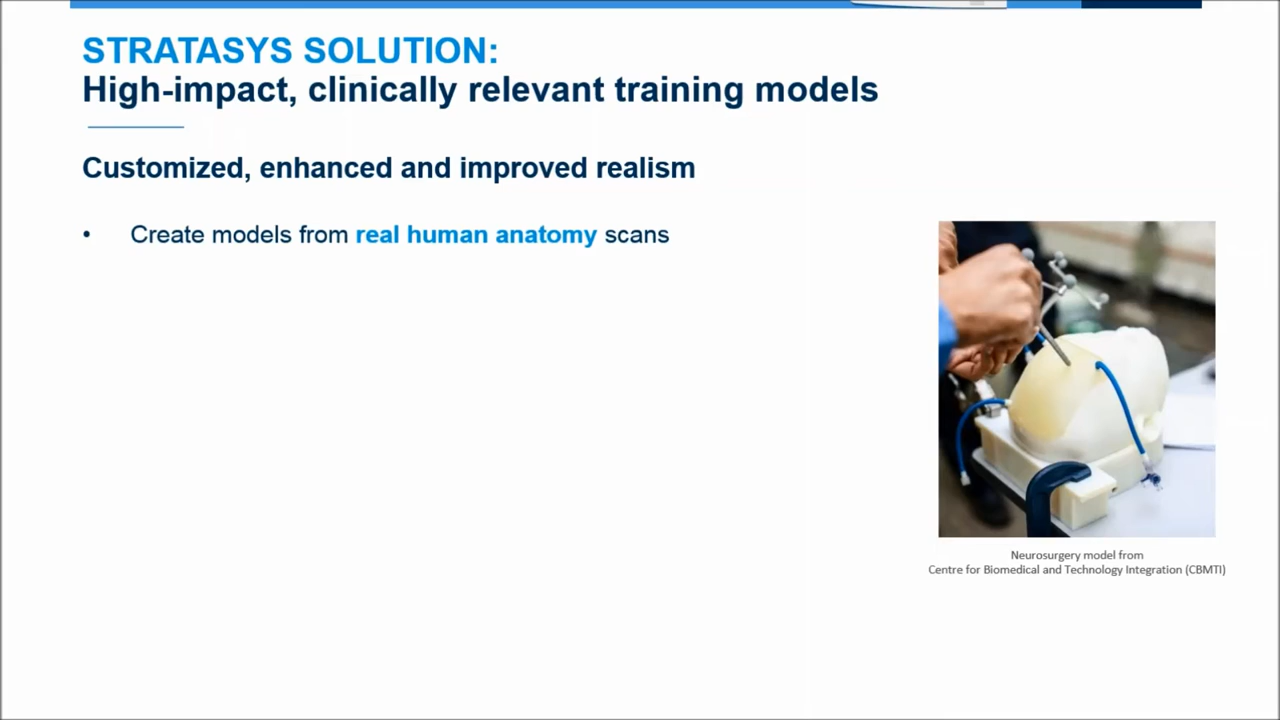 STRATASYS SOLUTION:
High-impact, clinically relevant training models
Customized, enhanced and improved realism
• Create models from real human anatomy scans
Neurosurgery model from
Centre for Biomedical and Technology Integration (CBMTI)